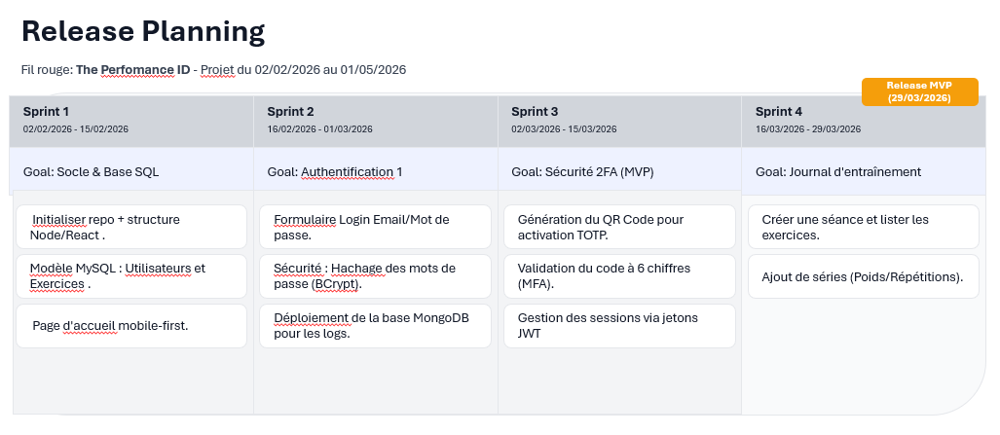 Release Planning
Fil rouge: The Perfomance ID - Projet du 02/02/2026 au 01/05/2026
Release MVP
(29/03/2026)
Sprint 1
02/02/2026 - 15/02/2026
Sprint 2
16/02/2026 - 01/03/2026
Sprint 3
02/03/2026 - 15/03/2026
Sprint 4
16/03/2026 - 29/03/2026
Goal: Socle & Base SQL
Goal: Authentification 1
Goal: Sécurité 2FA (MVP)
Goal: Journal d'entraînement
Initialiser repo + structure
Node/React .
Modèle MySQL : Utilisateurs et
Exercices .
Page d'accueil mobile-first.
Formulaire Login Email/Mot de
passe.
Sécurité : Hachage des mots de
passe (BCrypt).
Déploiement de la base MongoDB
pour les logs.
Génération du QR Code pour
activation TOTP.
Validation du code à 6 chiffres
(MFA).
Gestion des sessions via jetons
JWT
Créer une séance et lister les
exercices.
Ajout de séries (Poids/Répétitions).